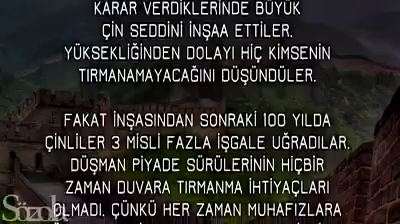 KARAR VERDİKLERİNDE BÜYÜK
ÇİN SEDDİNİ İNŞAA ETTİLER.
YÜKSEKLİĞİNDEN DOLAYI HİÇ KİMSENİN
TIRMANAMAYACAĞINI DÜŞÜNDÜLER.
FAKAT İNŞASINDAN SONRAKİ 100 YILDA
ÇİNLİLER 3 MİSLİ FAZLA İŞGALE UĞRADILAR.
DÜŞMAN PİYADE SÜRÜLERİNİN HİÇBİR
ZAMAN DUVARA TIRMANMA İHTİYAÇLARI
OLMADI. ÇÜNKÜ HER ZAMAN MUHAFIZLARA
Sözok